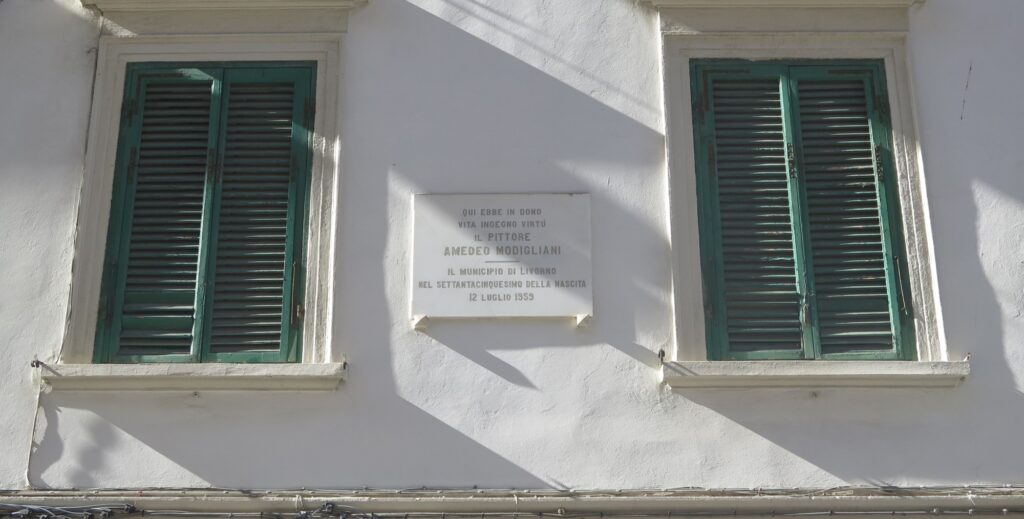 QUI EBBE IN DONO
VITA INGEGNO VIRTÚ
IL PITTORE
AMEDEO MODIGLIANI
IL MUNICIPIO DI LIVORNO
NEL SETTANTACINQUESIMO DELLA NASCITA
12 LUGLIO 1959